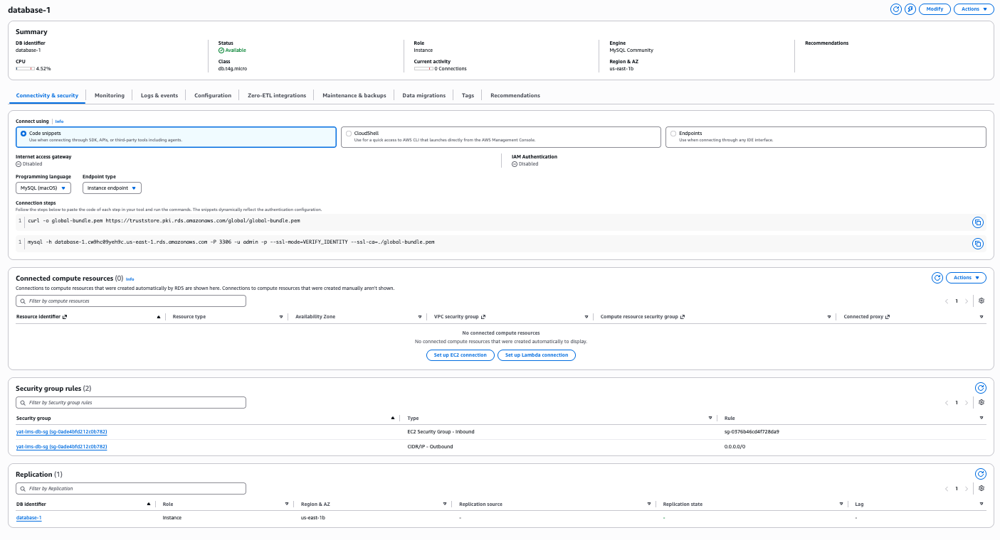 database-1
Modify
Actions
Summary
DB identifier
database-1
Status
Available
Role
Instance
Engine
MySQL Community
Recommendations
CPU
4.52%
Class
db.t4g.micro
Current activity
0 Connections
Region & AZ
us-east-1b
Connectivity & security
Monitoring
Logs & events
Configuration
Zero-ETL integrations
Maintenance & backups
Data migrations
Tags
Recommendations
Connect using
Info
Code snippets
Use when connecting through SDK, APIs, or third-party tools including agents.
CloudShell
Use for a quick access to AWS CLI that launches directly from the AWS Management Console.
Endpoints
Use when connecting through any IDE interface.
Internet access gateway
Disabled
IAM Authentication
Disabled
Programming language
Endpoint type
MySQL (macOS)
Instance endpoint
Connection steps
Follow the steps below to paste the code of each step in your tool and run the commands. The snippets dynamically reflect the authentication configuration.
1 curl -o global-bundle.pem https://truststore.pki.rds.amazonaws.com/global/global-bundle.pem
1 mysql -h database-1.cw9hc09yeh9c.us-east-1.rds.amazonaws.com -P 3306 -u admin -p --ssl-mode=VERIFY_IDENTITY --ssl-ca=./global-bundle.pem
Connected compute resources (0) Info
Actions
Connections to compute resources that were created automatically by RDS are shown here. Connections to compute resources that were created manually aren't shown.
Filter by compute resources
1
Resource identifier
Resource type
Availability Zone
VPC security group
Compute resource security group
Connected proxy
No connected compute resources
No connected compute resources that were created automatically to display.
Set up EC2 connection
Set up Lambda connection
Security group rules (2)
Filter by Security group rules
1
Security group
Type
Rule
yat-lms-db-sg (sg-0ade4bfd212c0b782)
EC2 Security Group - Inbound
sg-0376b46cd4f728da9
yat-lms-db-sg (sg-0ade4bfd212c0b782)
CIDR/IP - Outbound
0.0.0.0/0
Replication (1)
Filter by Replication
1
DB identifier
Role
Region & AZ
Replication source
Replication state
Lag
database-1
Instance
us-east-1b
-
-
-